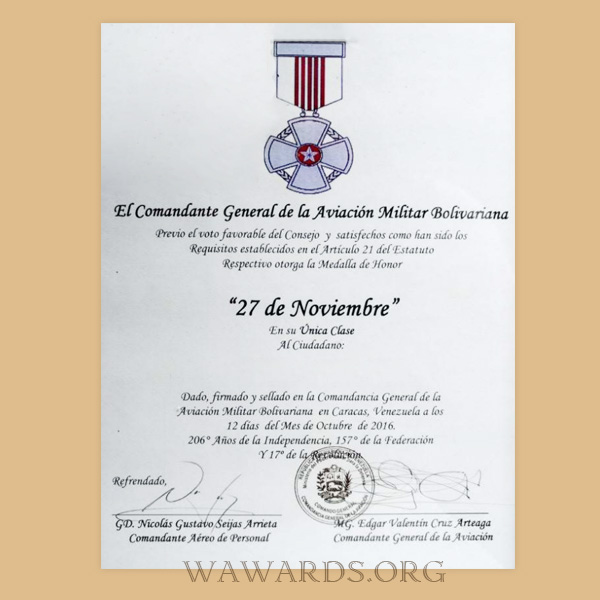 El Comandante General de la Aviación Militar Bolivariana
Previo el voto favorable del Consejo y satisfechos como han sido los
Requisitos establecidos en el Artículo 21 del Estatuto
Respectivo otorga la Medalla de Honor
“27 de Noviembre”
En su Única Clase
Al Ciudadano:
Dado, firmado y sellado en la Comandancia General de la
Aviación Militar Bolivariana en Caracas, Venezuela a los
12 días del Mes de Octubre de 2016.
206° Años de la Independencia, 157° de la Federación
Y 17° de la Revolución.
Refrendado,
GD. Nicolás Gustavo Seijas Arrieta
Comandante Aéreo de Personal
MG. Edgar Valentín Cruz Arteaga
Comandante General de la Aviación
WAWARDS.ORG